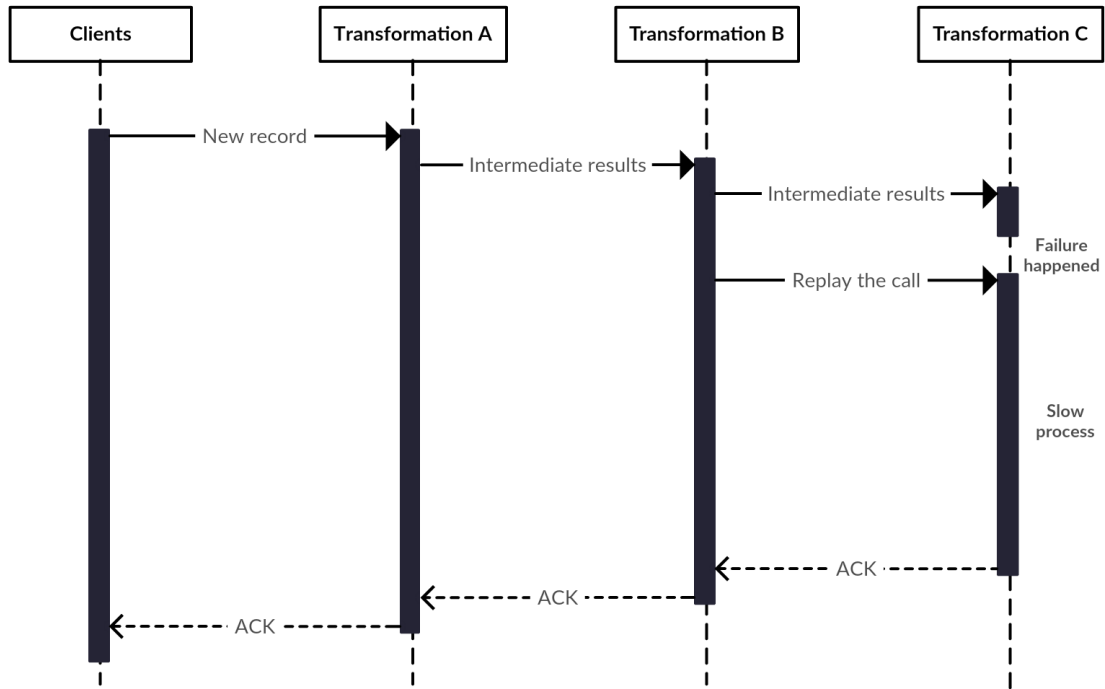 Clients
Transformation A
Transformation B
Transformation C
New record
Intermediate results
Intermediate results
Failure
happened
Replay the call
Slow
process
ACK
ACK
ACK